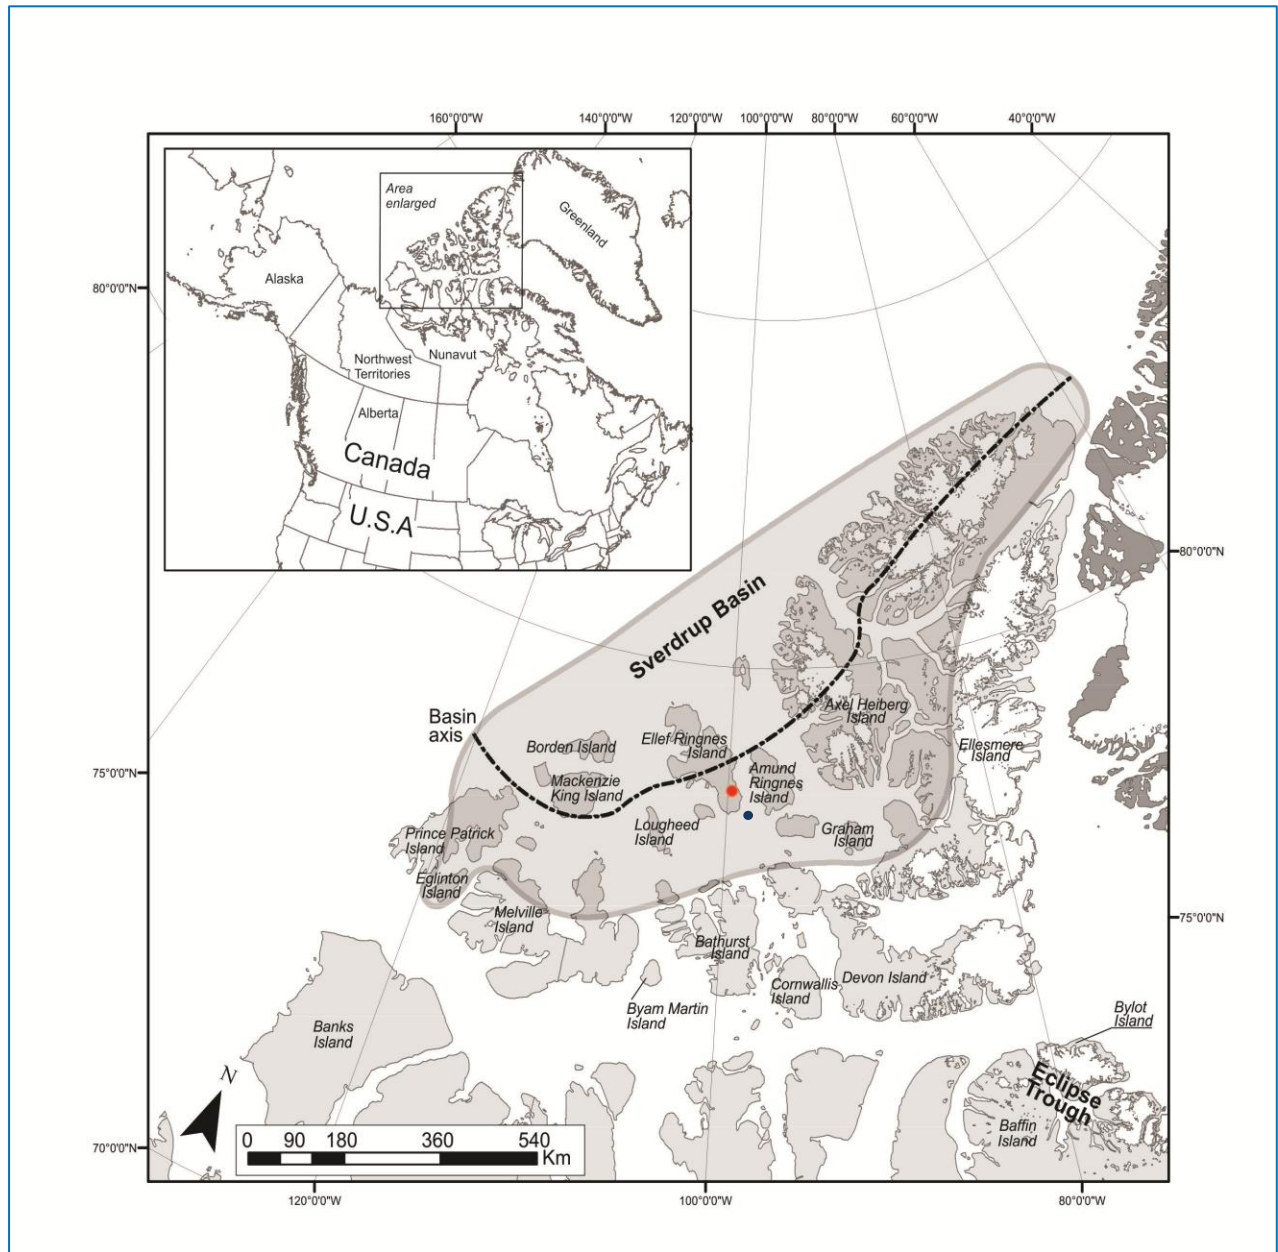 160°0'0"W
140°0'0"W
120°0'0"W
100°0'0"W
80°0'0"W
60°0'0"W
40°0'0"W
Area
enlarged
Greenland
Alaska
80°0'0"N
Northwest
Territories
Nunavut
Alberta
Canada
U.S.A
80°0'0"N
Sverdrup Basin
Basin
axis
Axel Heiberg
Island
Borden Island
Ellef Ringnes
Island
Ellesmere
Island
75°0'0"N
Mackenzie
King Island
Amund
Ringnes
Island
Prince Patrick
Island
Lougheed
Island
Graham
Island
Eglinton
Island
Melville
Island
75°0'0"N
Bathurst
Island
Cornwallis
Island
Devon Island
Byam Martin
Island
Bylot
Island
Banks
Island
Eclipse
Trough
Baffin
Island
N
0 90 180 360 540
Km
70°0'0"N
120°0'0"W
100°0'0"W
80°0'0"W